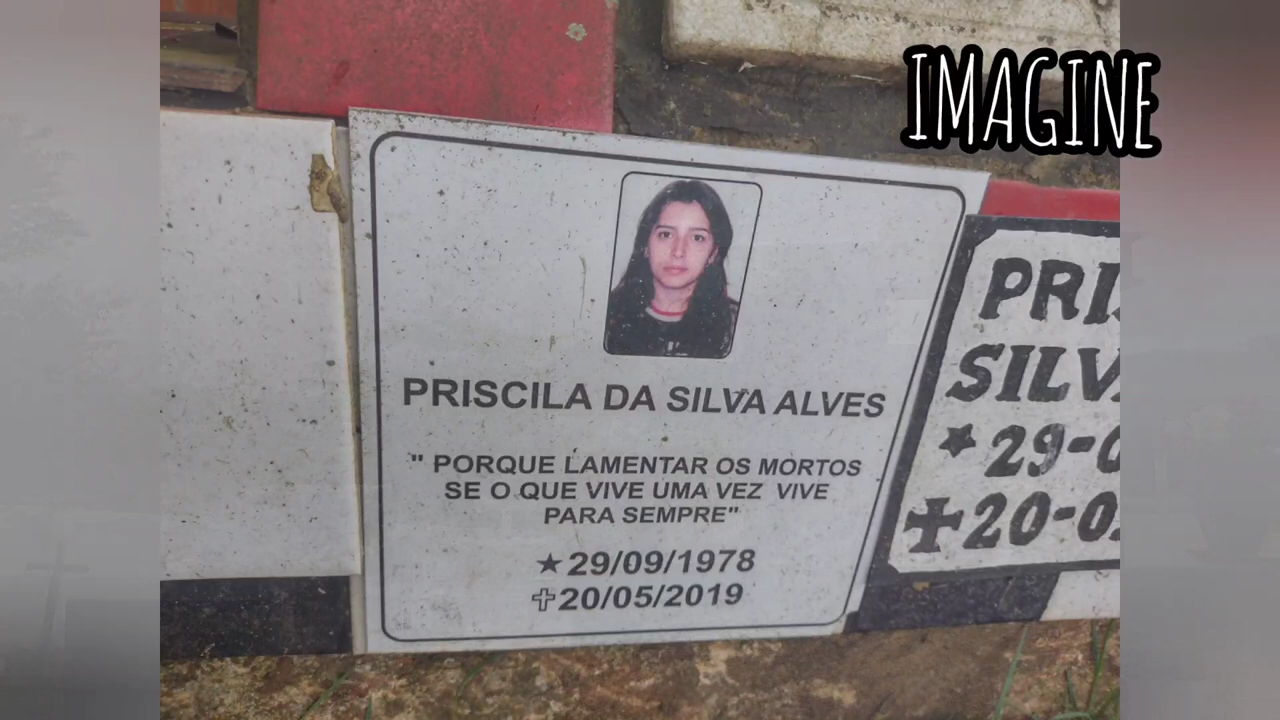 IMAGINE
PRISCILA DA SILVA ALVES
" PORQUE LAMENTAR OS MORTOS
SE O QUE VIVE UMA VEZ VIVE
PARA SEMPRE"
★29/09/1978
✝20/05/2019
SILV
29-0
20-0